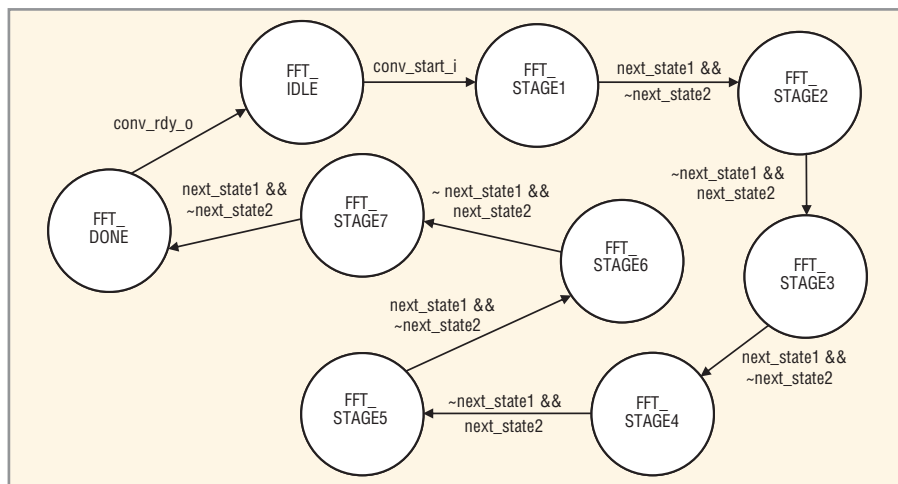 FFT_
IDLE
conv_start_i
FFT_
STAGE1
next_state1 &&
~next_state2
FFT_
STAGE2
~next_state1 &&
next_state2
FFT_
STAGE3
next_state1 &&
~next_state2
FFT_
STAGE4
~next_state1 &&
next_state2
FFT_
STAGE5
next_state1 &&
~next_state2
FFT_
STAGE6
~ next_state1 &&
next_state2
FFT_
STAGE7
next_state1 &&
~next_state2
FFT_
DONE
conv_rdy_o